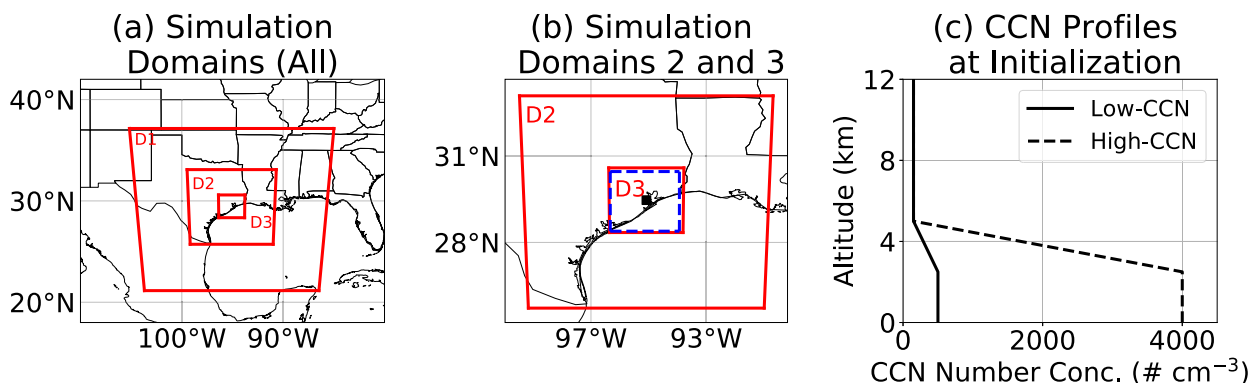 (a) Simulation
Domains (All)
40°N
30°N
20°N
100°W
90°W
D1
D2
D3
(b) Simulation
Domains 2 and 3
31°N
28°N
97°W
93°W
D2
D3
(c) CCN Profiles
at Initialization
Altitude (km)
12
8
4
0
Low-CCN
High-CCN
0
2000
4000
CCN Number Conc. (# cm⁻³)